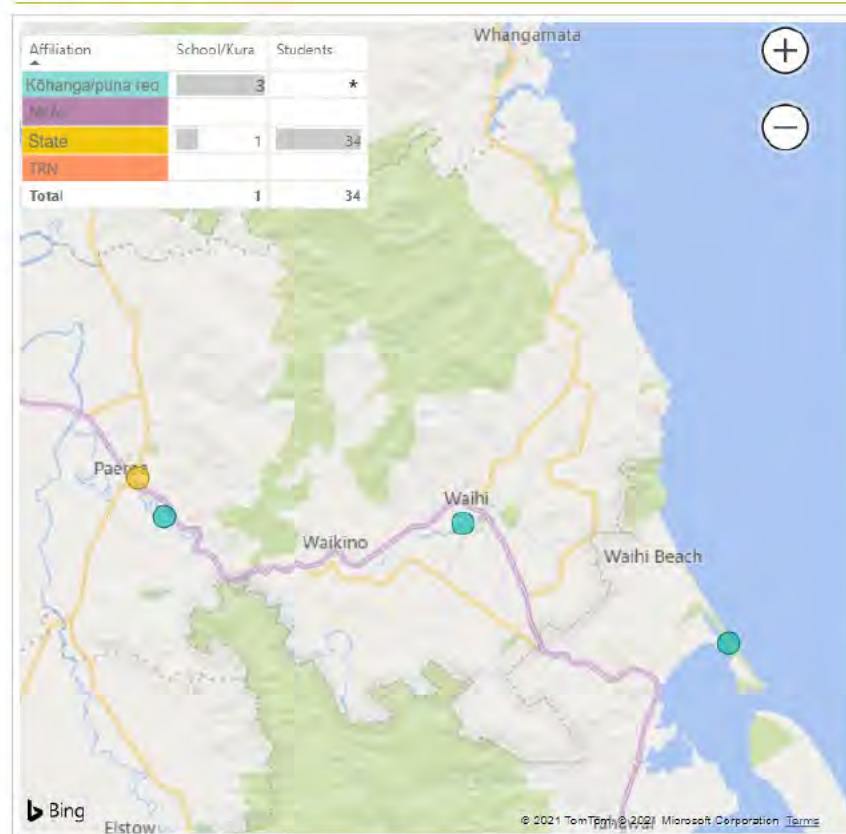 Whangamata
Affiliation School/Kura Students
Kōhanga/puna reo 3 *
State 1 34
TRN
Total 1 34
Paeroa
Waihi
Waikino
Waihi Beach
Bing
© 2021 TomTom, © 2021 Microsoft Corporation Terms
Elstow